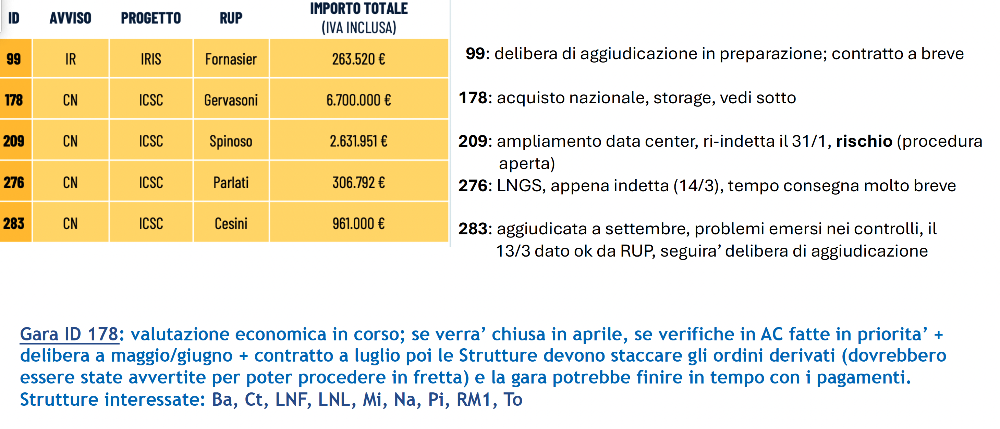 ID AVVISO PROGETTO RUP IMPORTO TOTALE
(IVA INCLUSA)
99 IR IRIS Fornasier 263.520 €
178 CN ICSC Gervasoni 6.700.000 €
209 CN ICSC Spinoso 2.631.951 €
276 CN ICSC Parlati 306.792 €
283 CN ICSC Cesini 961.000 €
99: delibera di aggiudicazione in preparazione; contratto a breve
178: acquisto nazionale, storage, vedi sotto
209: ampliamento data center, ri-indetta il 31/1, rischio (procedura
aperta)
276: LNGS, appena indetta (14/3), tempo consegna molto breve
283: aggiudicata a settembre, problemi emersi nei controlli, il
13/3 dato ok da RUP, seguira’ delibera di aggiudicazione
Gara ID 178: valutazione economica in corso; se verra’ chiusa in aprile, se verifiche in AC fatte in priorita’ +
delibera a maggio/giugno + contratto a luglio poi le Strutture devono staccare gli ordini derivati (dovrebbero
essere state avvertite per poter procedere in fretta) e la gara potrebbe finire in tempo con i pagamenti.
Strutture interessate: Ba, Ct, LNF, LNL, Mi, Na, Pi, RM1, To